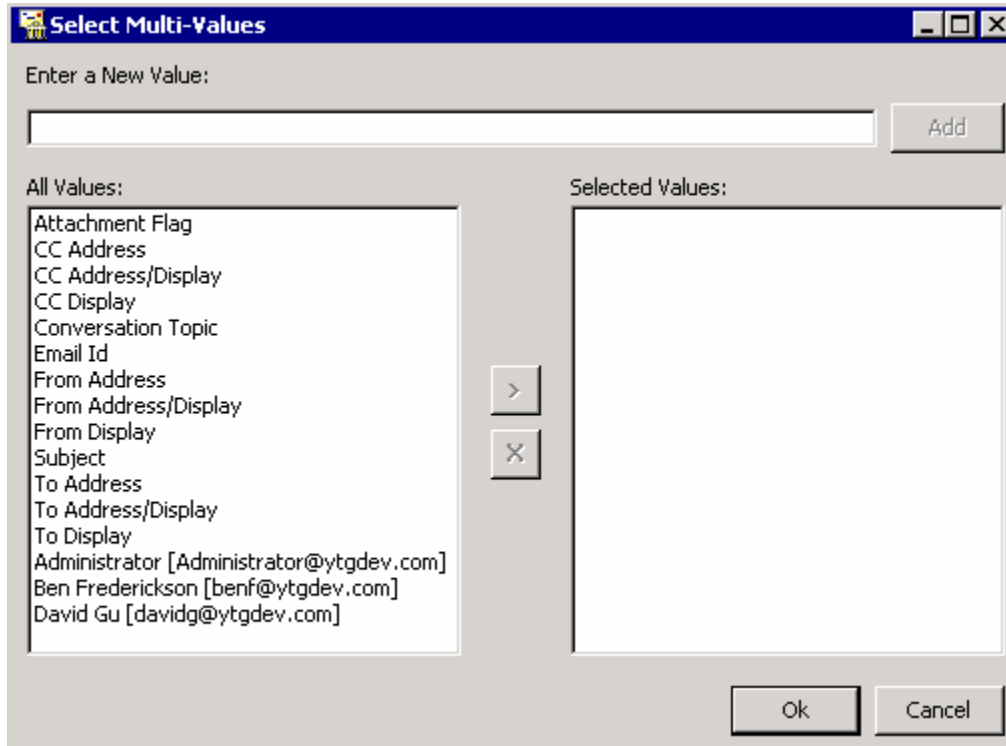 Select Multi-Values
Enter a New Value:
Add
All Values:
Selected Values:
Attachment Flag
CC Address
CC Address/Display
CC Display
Conversation Topic
Email Id
From Address
From Address/Display
From Display
Subject
To Address
To Address/Display
To Display
Administrator [Administrator@ytgdev.com]
Ben Frederickson [benf@ytgdev.com]
David Gu [davidg@ytgdev.com]
>
X
Ok
Cancel